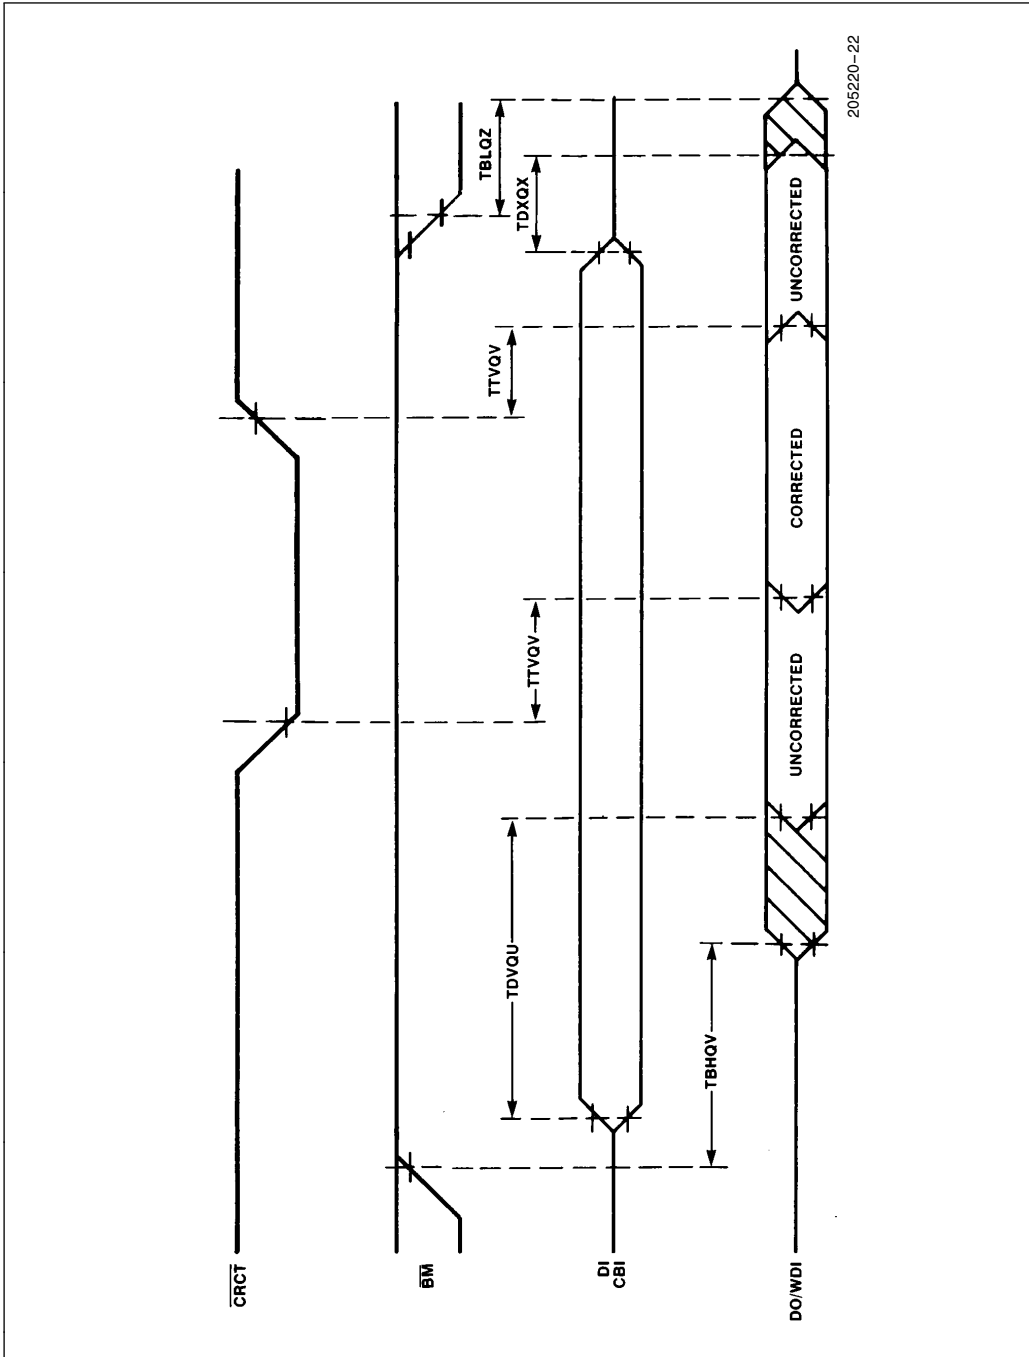 CRCT
BM
DI
CBI
DO/WDI
TTVQV
TTVQV
TBLQZ
TDVQU
TDXQX
TBHQV
UNCORRECTED
CORRECTED
UNCORRECTED
205220-22